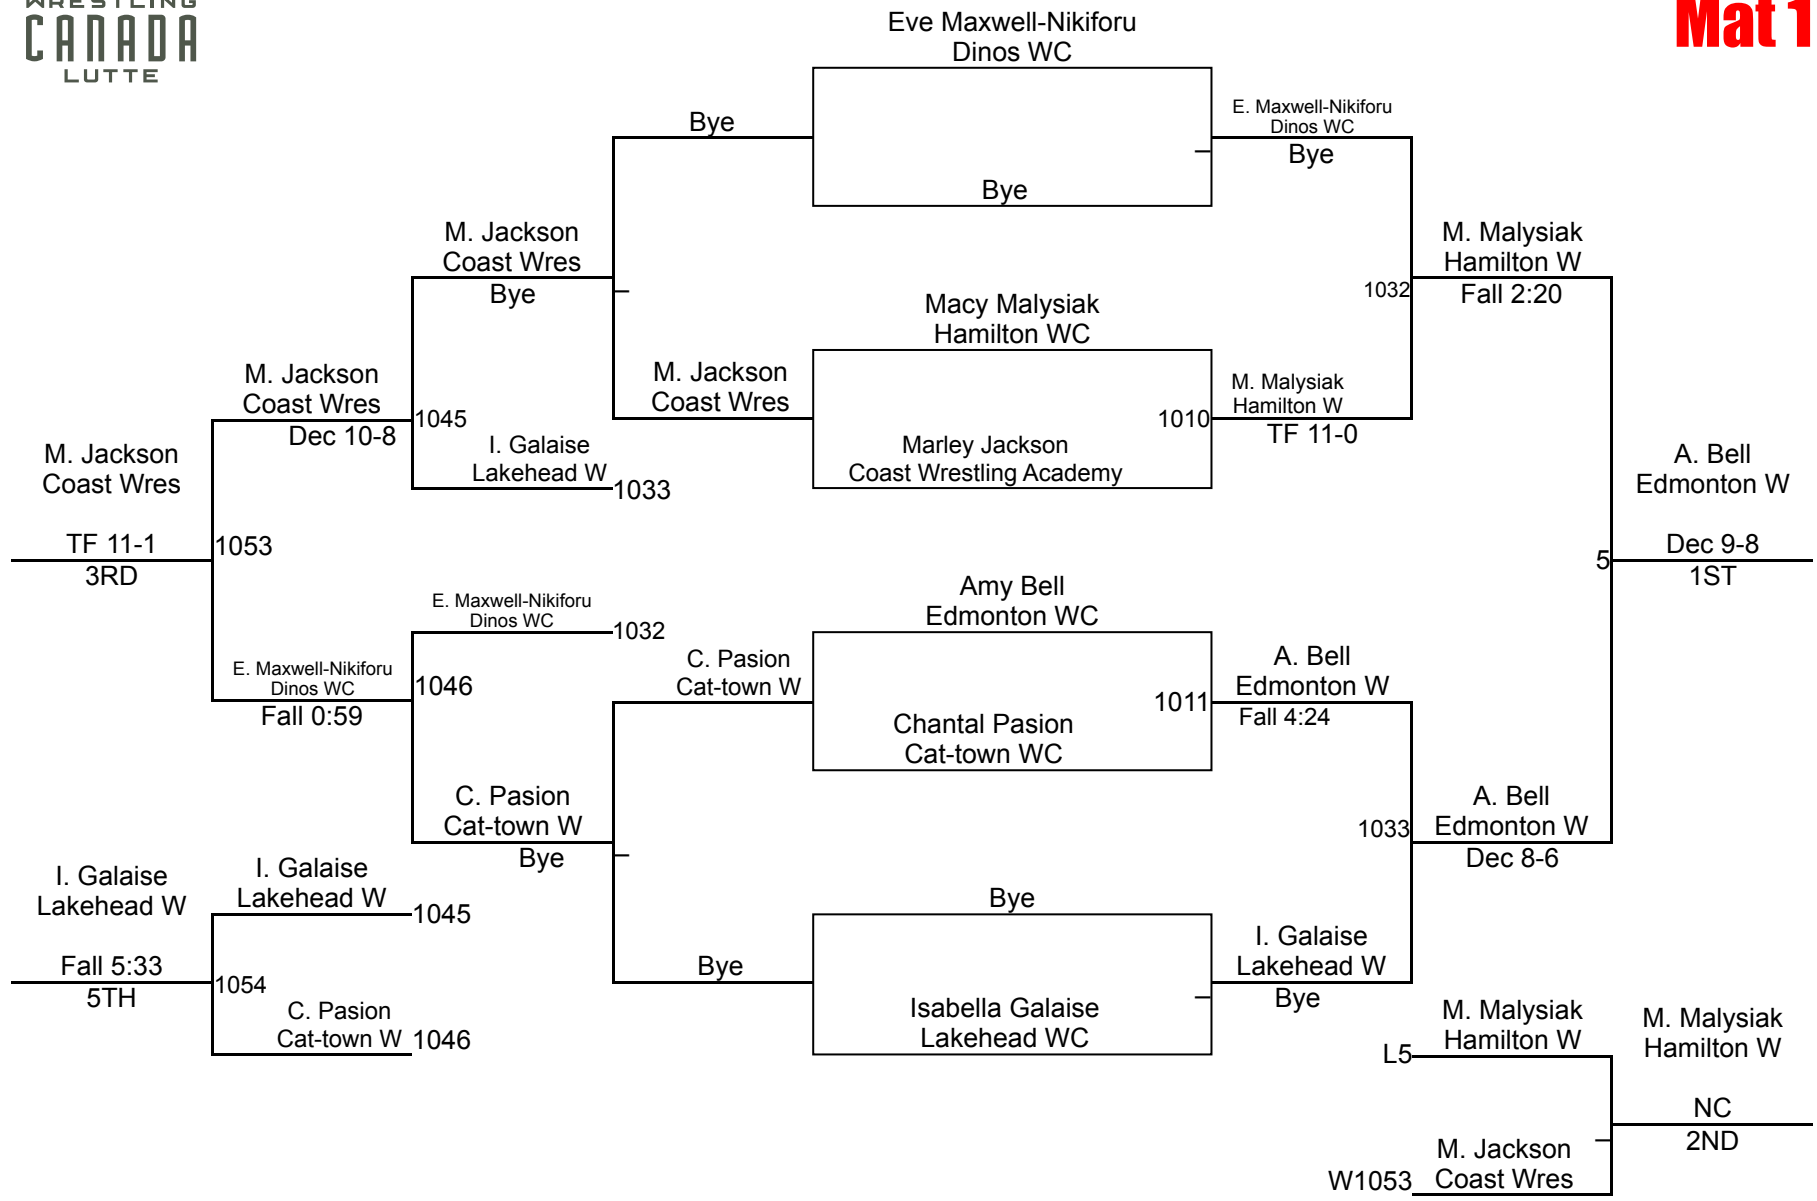 WRESTLING
CANADA
LUTTE
Mat 1
Eve Maxwell-Nikiforu
Dinos WC
Bye
Bye
E. Maxwell-Nikiforu
Dinos WC
Bye
M. Jackson
Coast Wres
Bye
M. Malysiak
Hamilton W
Fall 2:20
1032
Macy Malysiak
Hamilton WC
M. Jackson
Coast Wres
1010
Marley Jackson
Coast Wrestling Academy
M. Malysiak
Hamilton W
TF 11-0
M. Jackson
Coast Wres
Dec 10-8
1045
I. Galaise
Lakehead W
1033
M. Jackson
Coast Wres
TF 11-1
3RD
1053
A. Bell
Edmonton W
5
Dec 9-8
1ST
E. Maxwell-Nikiforu
Dinos WC
1032
Amy Bell
Edmonton WC
C. Pasion
Cat-town W
1011
Chantal Pasion
Cat-town WC
A. Bell
Edmonton W
Fall 4:24
E. Maxwell-Nikiforu
Dinos WC
Fall 0:59
1046
C. Pasion
Cat-town W
Bye
1033
A. Bell
Edmonton W
Dec 8-6
I. Galaise
Lakehead W
I. Galaise
Lakehead W
1045
Fall 5:33
5TH
1054
C. Pasion
Cat-town W
1046
Bye
Bye
Isabella Galaise
Lakehead WC
I. Galaise
Lakehead W
Bye
M. Malysiak
Hamilton W
L5
M. Malysiak
Hamilton W
NC
2ND
M. Jackson
Coast Wres
W1053